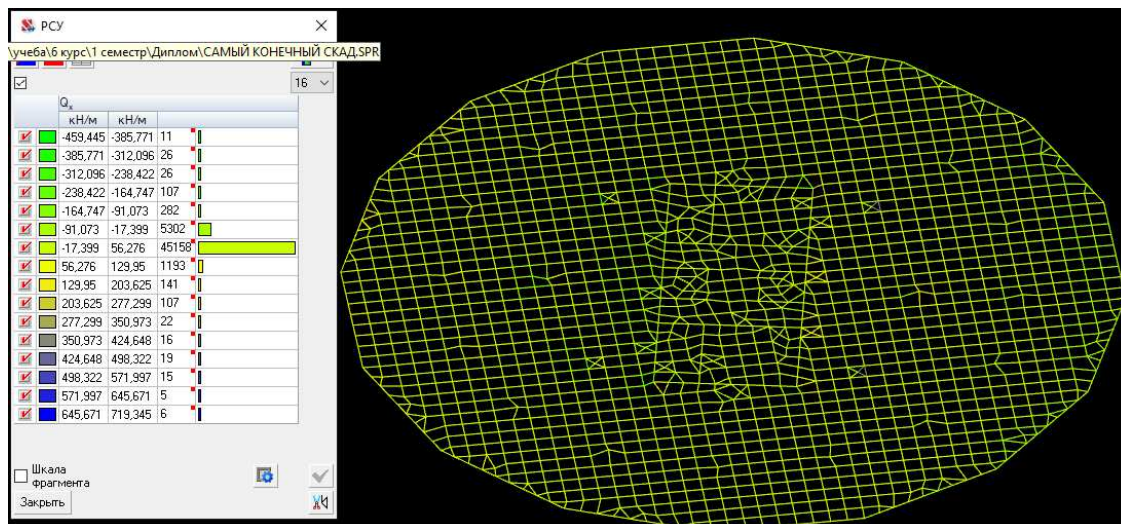 РСУ
\учеба\6 курс\1 семестр\Диплом\САМЫЙ КОНЕЧНЫЙ СКАД.SPR
16
Qx
кН/м кН/м
-459,445 -385,771 11
-385,771 -312,096 26
-312,096 -238,422 26
-238,422 -164,747 107
-164,747 -91,073 282
-91,073 -17,399 5302
-17,399 56,276 45158
56,276 129,95 1193
129,95 203,625 141
203,625 277,299 107
277,299 350,973 22
350,973 424,648 16
424,648 498,322 19
498,322 571,997 15
571,997 645,671 5
645,671 719,345 6
Шкала
фрагмента
Закрыть